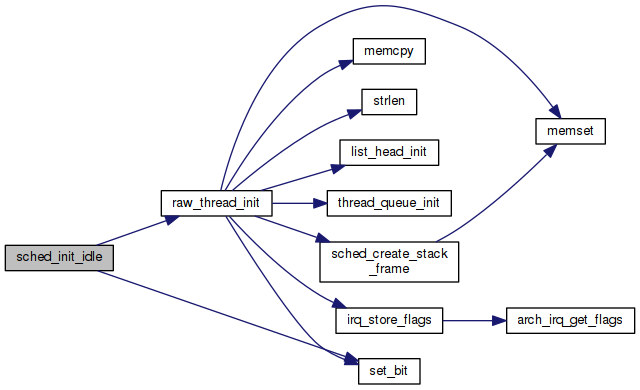 memcpy
strlen
memset
list_head_init
raw_thread_init
thread_queue_init
sched_init_idle
sched_create_stack
_frame
irq_store_flags
arch_irq_get_flags
set_bit